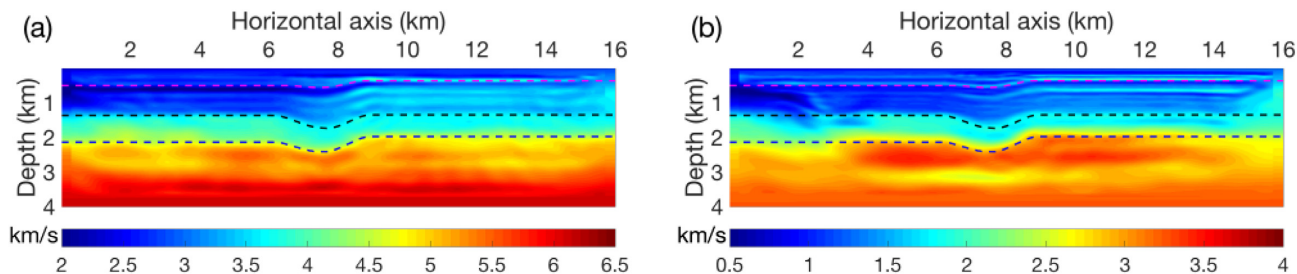 (a)
Horizontal axis (km)
2 4 6 8 10 12 14 16
Depth (km)
1
2
3
4
km/s
2 2.5 3 3.5 4 4.5 5 5.5 6 6.5
(b)
Horizontal axis (km)
2 4 6 8 10 12 14 16
Depth (km)
1
2
3
4
km/s
0.5 1 1.5 2 2.5 3 3.5 4